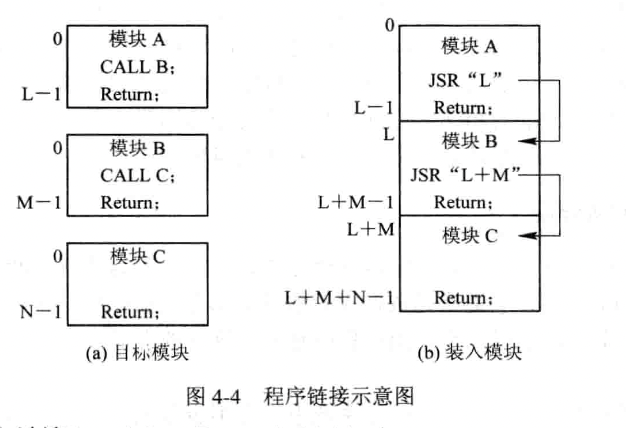 0
模块 A
CALL B;
L－1
Return;
0
模块 B
CALL C;
M－1
Return;
0
模块 C
N－1
Return;
(a) 目标模块
0
模块 A
JSR “L”
L－1
Return;
L
模块 B
JSR “L＋M”
L＋M－1
Return;
L＋M
模块 C
L＋M＋N－1
Return;
(b) 装入模块
图 4-4 程序链接示意图